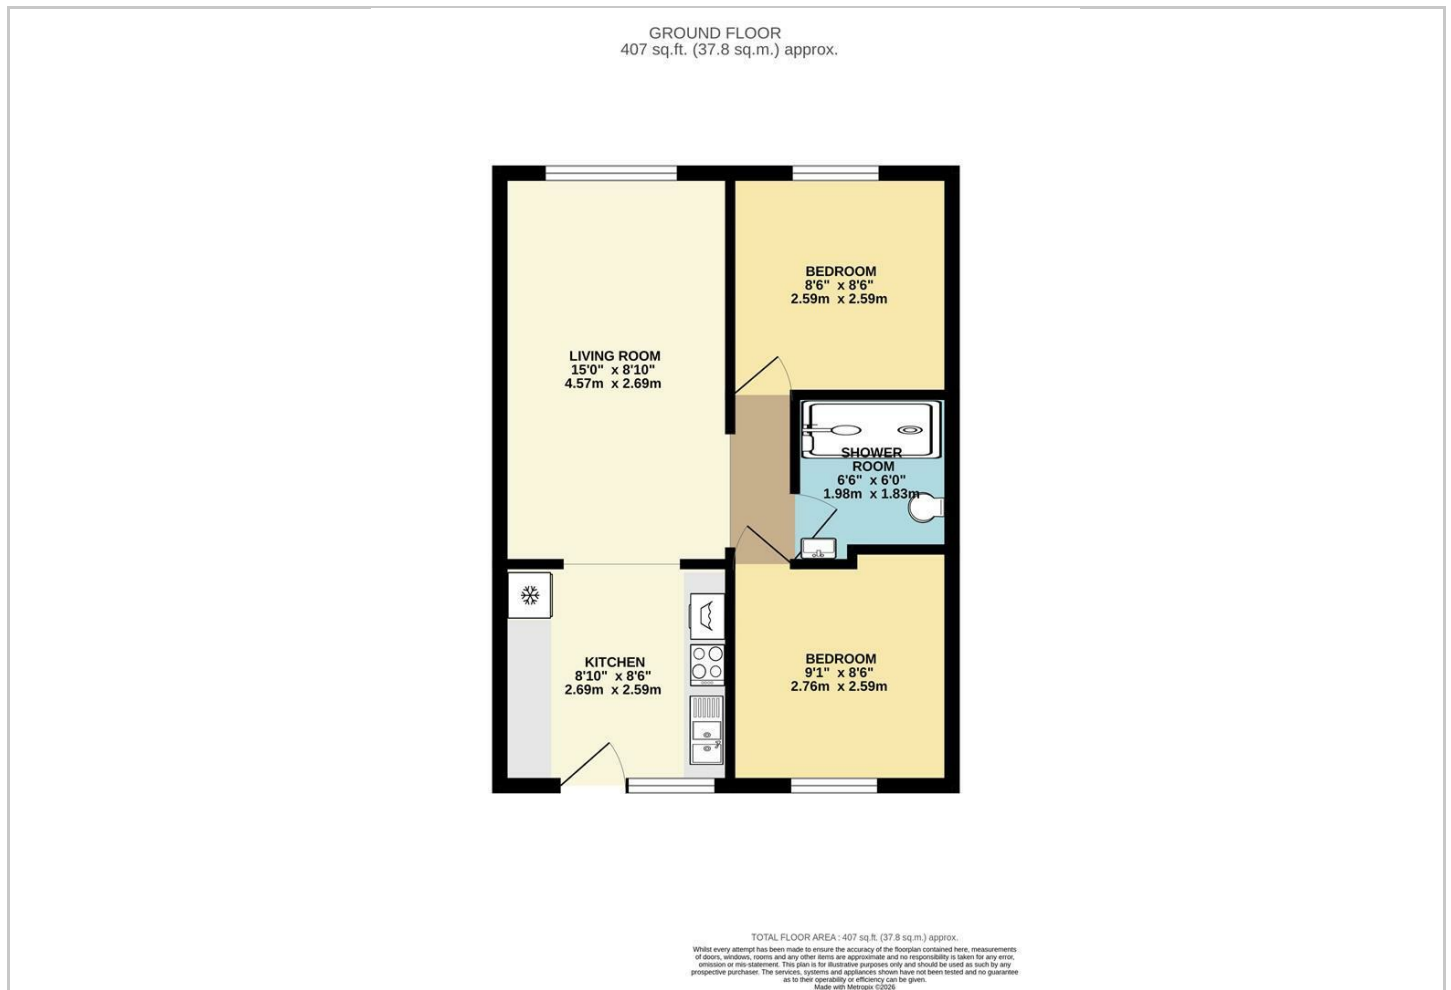 GROUND FLOOR
407 sq.ft. (37.8 sq.m.) approx.
BEDROOM
8'6" x 8'6"
2.59m x 2.59m
LIVING ROOM
15'0" x 8'10"
4.57m x 2.69m
SHOWER
ROOM
6'6" x 6'0"
1.98m x 1.83m
KITCHEN
8'10" x 8'6"
2.69m x 2.59m
BEDROOM
9'1" x 8'6"
2.76m x 2.59m
TOTAL FLOOR AREA : 407 sq.ft. (37.8 sq.m.) approx.
Whilst every attempt has been made to ensure the accuracy of the floorplan contained here, measurements
of doors, windows, rooms and any other items are approximate and no responsibility is taken for any error,
omission or mis-statement. This plan is for illustrative purposes only and should be used as such by any
prospective purchaser. The services, systems and appliances shown have not been tested and no guarantee
as to their operability or efficiency can be given.
Made with Metropix ©2026